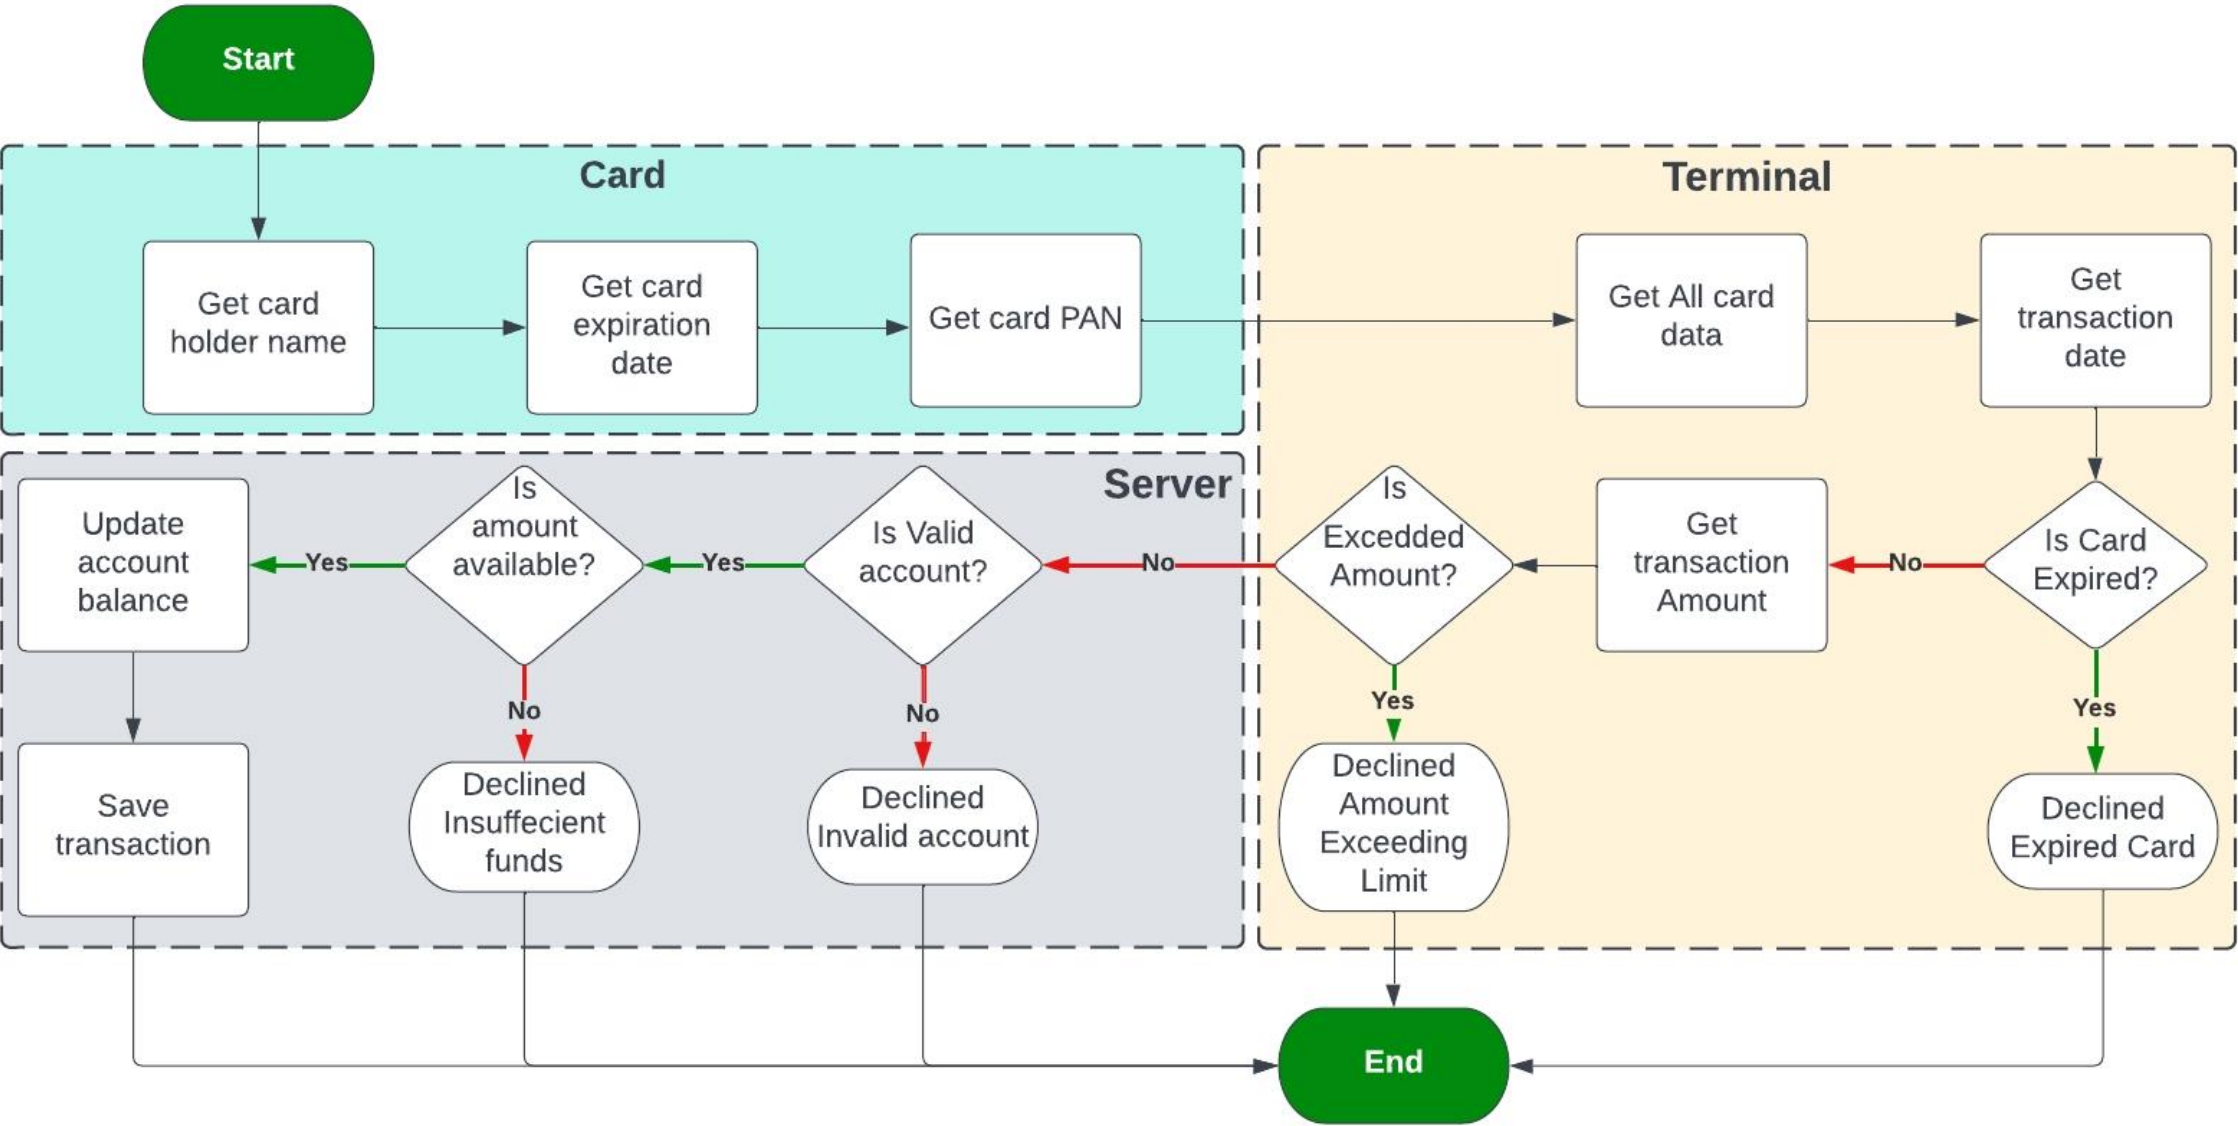 Start
Card
Terminal
Get card
holder name
Get card
expiration
date
Get card PAN
Get All card
data
Get
transaction
date
Server
Update
account
balance
Yes
Is
amount
available?
Yes
Is Valid
account?
No
Is
Excedded
Amount?
Get
transaction
Amount
No
Is Card
Expired?
No
No
Yes
Yes
Save
transaction
Declined
Insuffecient
funds
Declined
Invalid account
Declined
Amount
Exceeding
Limit
Declined
Expired Card
End